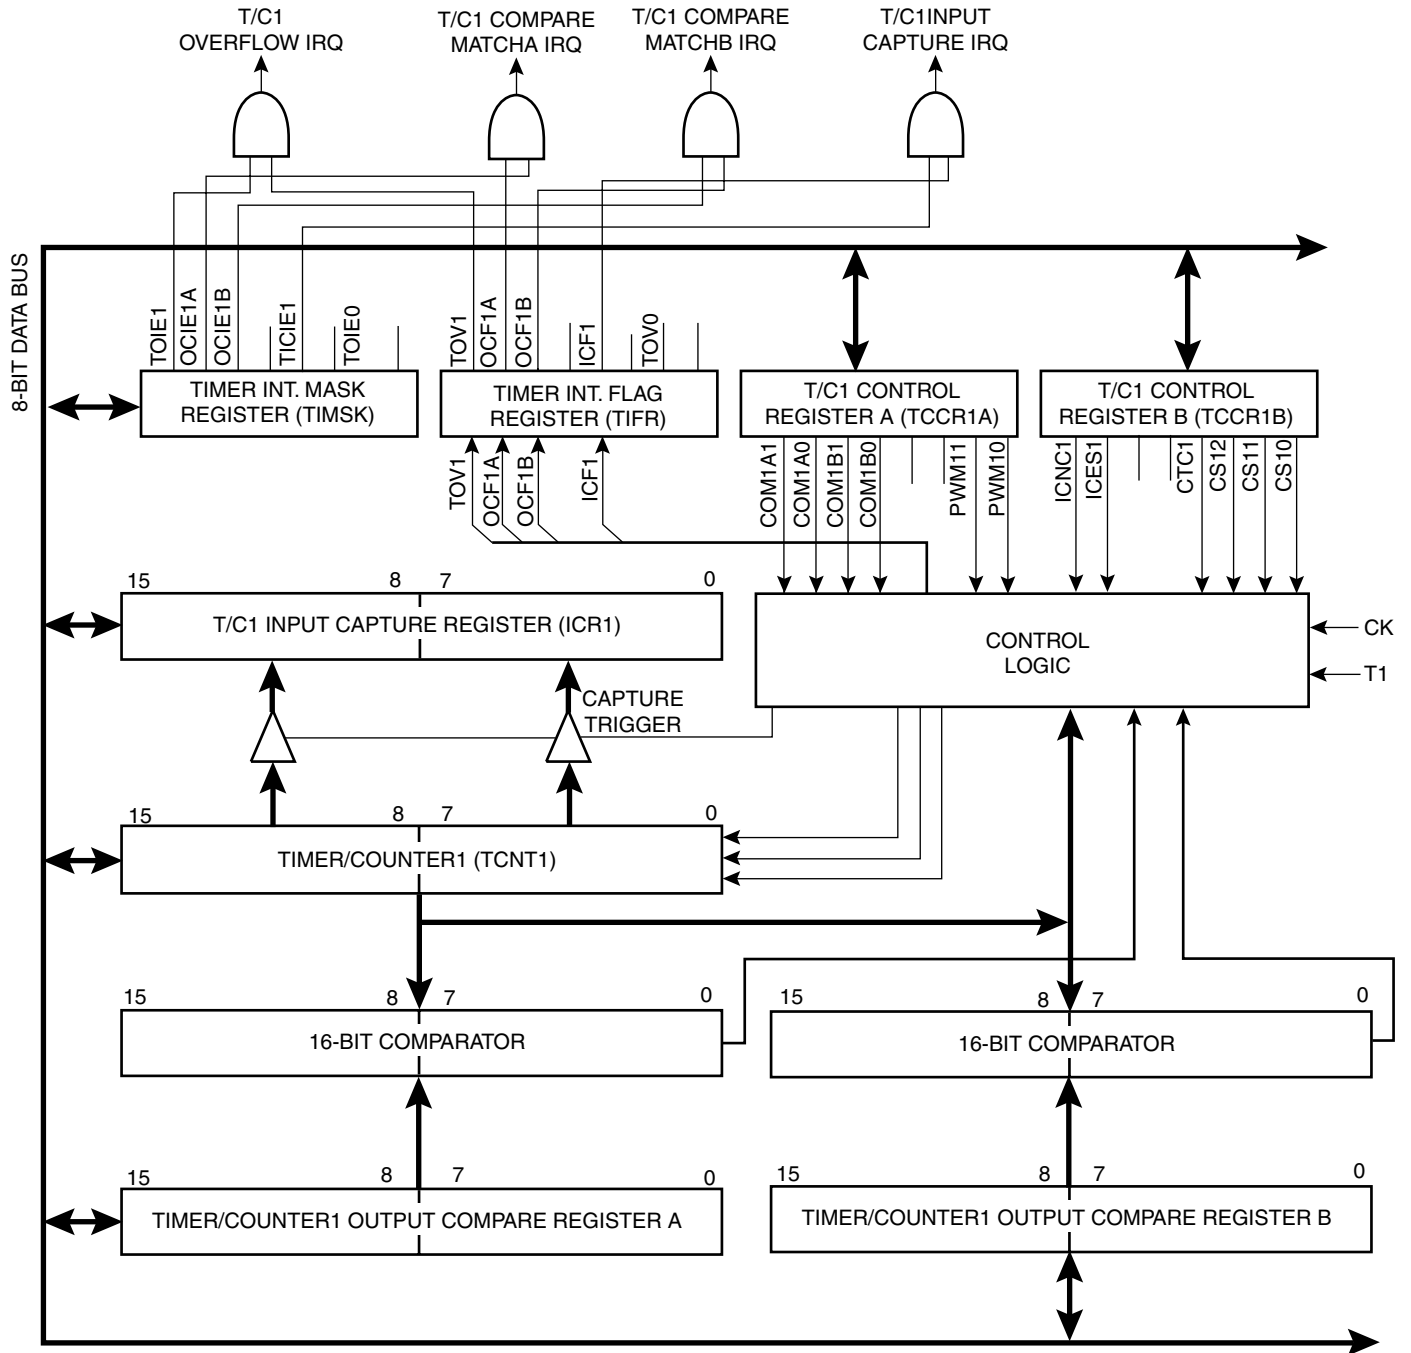 T/C1
OVERFLOW IRQ
T/C1 COMPARE
MATCHA IRQ
T/C1 COMPARE
MATCHB IRQ
T/C1INPUT
CAPTURE IRQ
8-BIT DATA BUS
TOIE1
OCIE1A
OCIE1B
TICIE1
TOIE0
TOV1
OCF1A
OCF1B
ICF1
TOV0
TIMER INT. MASK
REGISTER (TIMSK)
TIMER INT. FLAG
REGISTER (TIFR)
T/C1 CONTROL
REGISTER A (TCCR1A)
T/C1 CONTROL
REGISTER B (TCCR1B)
TOV1
OCF1A
OCF1B
ICF1
COM1A1
COM1A0
COM1B1
COM1B0
PWM11
PWM10
ICNC1
ICES1
CTC1
CS12
CS11
CS10
15 8 7 0
T/C1 INPUT CAPTURE REGISTER (ICR1)
CONTROL
LOGIC
CK
T1
CAPTURE
TRIGGER
15 8 7 0
TIMER/COUNTER1 (TCNT1)
15 8 7 0
16-BIT COMPARATOR
15 8 7 0
16-BIT COMPARATOR
15 8 7 0
TIMER/COUNTER1 OUTPUT COMPARE REGISTER A
15 8 7 0
TIMER/COUNTER1 OUTPUT COMPARE REGISTER B